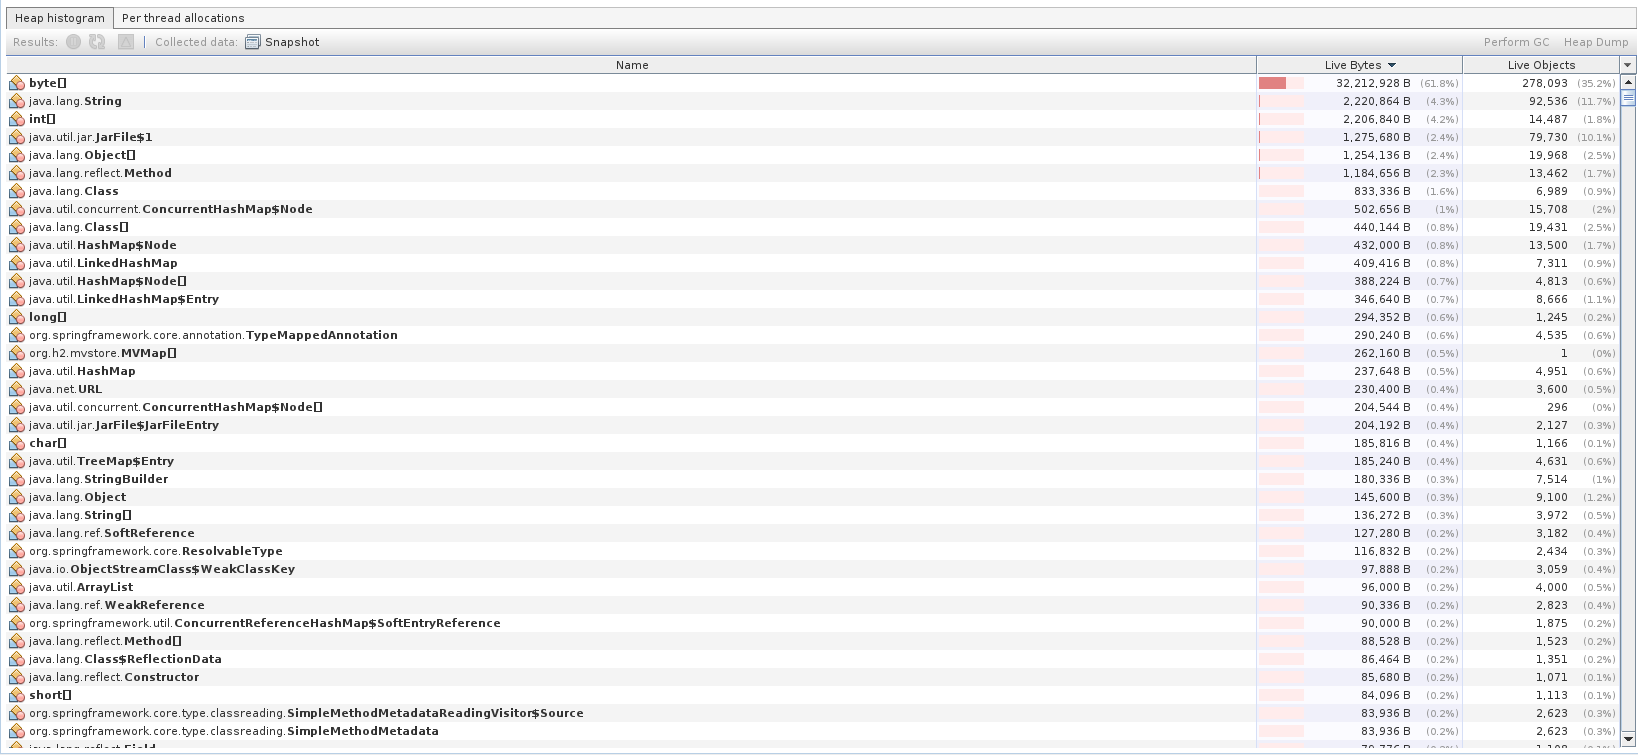 Heap histogram Per thread allocations
Results: Collected data: Snapshot Perform GC Heap Dump
Name Live Bytes Live Objects
byte[] 32,212,928 B (61.8%) 278,093 (35.2%)
java.lang.String 2,220,864 B (4.3%) 92,536 (11.7%)
int[] 2,206,840 B (4.2%) 14,487 (1.8%)
java.util.jar.JarFile$1 1,275,680 B (2.4%) 79,730 (10.1%)
java.lang.Object[] 1,254,136 B (2.4%) 19,968 (2.5%)
java.lang.reflect.Method 1,184,656 B (2.3%) 13,462 (1.7%)
java.lang.Class 833,336 B (1.6%) 6,989 (0.9%)
java.util.concurrent.ConcurrentHashMap$Node 502,656 B (1%) 15,708 (2%)
java.lang.Class[] 440,144 B (0.8%) 19,431 (2.5%)
java.util.HashMap$Node 432,000 B (0.8%) 13,500 (1.7%)
java.util.LinkedHashMap 409,416 B (0.8%) 7,311 (0.9%)
java.util.HashMap$Node[] 388,224 B (0.7%) 4,813 (0.6%)
java.util.LinkedHashMap$Entry 346,640 B (0.7%) 8,666 (1.1%)
long[] 294,352 B (0.6%) 1,245 (0.2%)
org.springframework.core.annotation.TypeMappedAnnotation 290,240 B (0.6%) 4,535 (0.6%)
org.h2.mvstore.MVMap[] 262,160 B (0.5%) 1 (0%)
java.util.HashMap 237,648 B (0.5%) 4,951 (0.6%)
java.net.URL 230,400 B (0.4%) 3,600 (0.5%)
java.util.concurrent.ConcurrentHashMap$Node[] 204,544 B (0.4%) 296 (0%)
java.util.jar.JarFile$JarFileEntry 204,192 B (0.4%) 2,127 (0.3%)
char[] 185,816 B (0.4%) 1,166 (0.1%)
java.util.TreeMap$Entry 185,240 B (0.4%) 4,631 (0.6%)
java.lang.StringBuilder 180,336 B (0.3%) 7,514 (1%)
java.lang.Object 145,600 B (0.3%) 9,100 (1.2%)
java.lang.String[] 136,272 B (0.3%) 3,972 (0.5%)
java.lang.ref.SoftReference 127,280 B (0.2%) 3,182 (0.4%)
org.springframework.core.ResolvableType 116,832 B (0.2%) 2,434 (0.3%)
java.io.ObjectStreamClass$WeakClassKey 97,888 B (0.2%) 3,059 (0.4%)
java.util.ArrayList 96,000 B (0.2%) 4,000 (0.5%)
java.lang.ref.WeakReference 90,336 B (0.2%) 2,823 (0.4%)
org.springframework.util.ConcurrentReferenceHashMap$SoftEntryReference 90,000 B (0.2%) 1,875 (0.2%)
java.lang.reflect.Method[] 88,528 B (0.2%) 1,523 (0.2%)
java.lang.Class$ReflectionData 86,464 B (0.2%) 1,351 (0.2%)
java.lang.reflect.Constructor 85,680 B (0.2%) 1,071 (0.1%)
short[] 84,096 B (0.2%) 1,113 (0.1%)
org.springframework.core.type.classreading.SimpleMethodMetadataReadingVisitor$Source 83,936 B (0.2%) 2,623 (0.3%)
org.springframework.core.type.classreading.SimpleMethodMetadata 83,936 B (0.2%) 2,623 (0.3%)
java.lang.reflect.Field